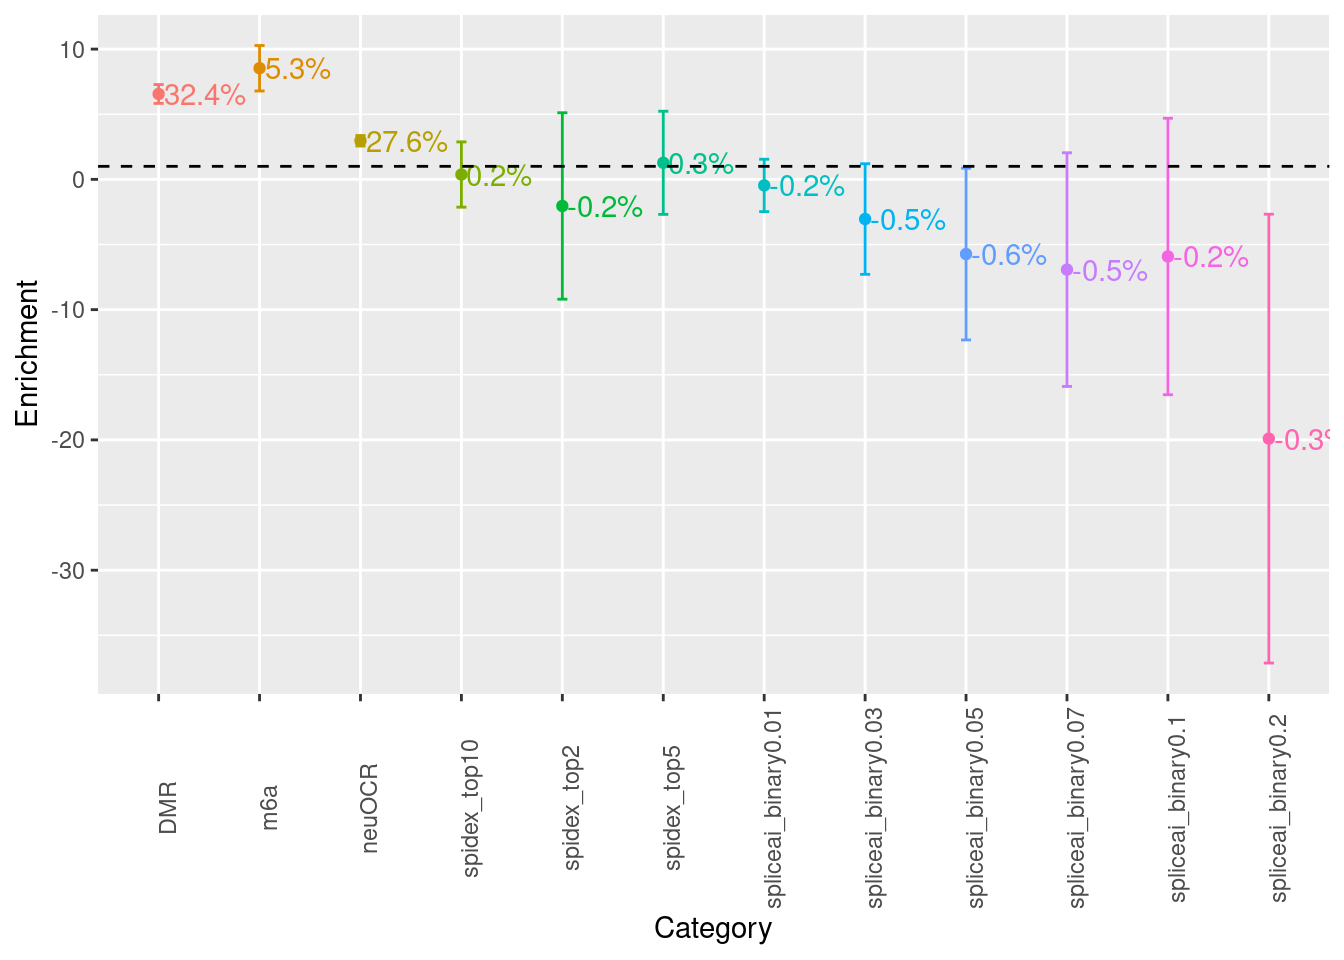 10
0
-10
-20
-30
Enrichment
32.4%
5.3%
27.6%
0.2%
-0.2%
0.3%
-0.2%
-0.5%
-0.6%
-0.5%
-0.2%
-0.3%
DMR
m6a
neuOCR
spidex_top10
spidex_top2
spidex_top5
spliceai_binary0.01
spliceai_binary0.03
spliceai_binary0.05
spliceai_binary0.07
spliceai_binary0.1
spliceai_binary0.2
Category